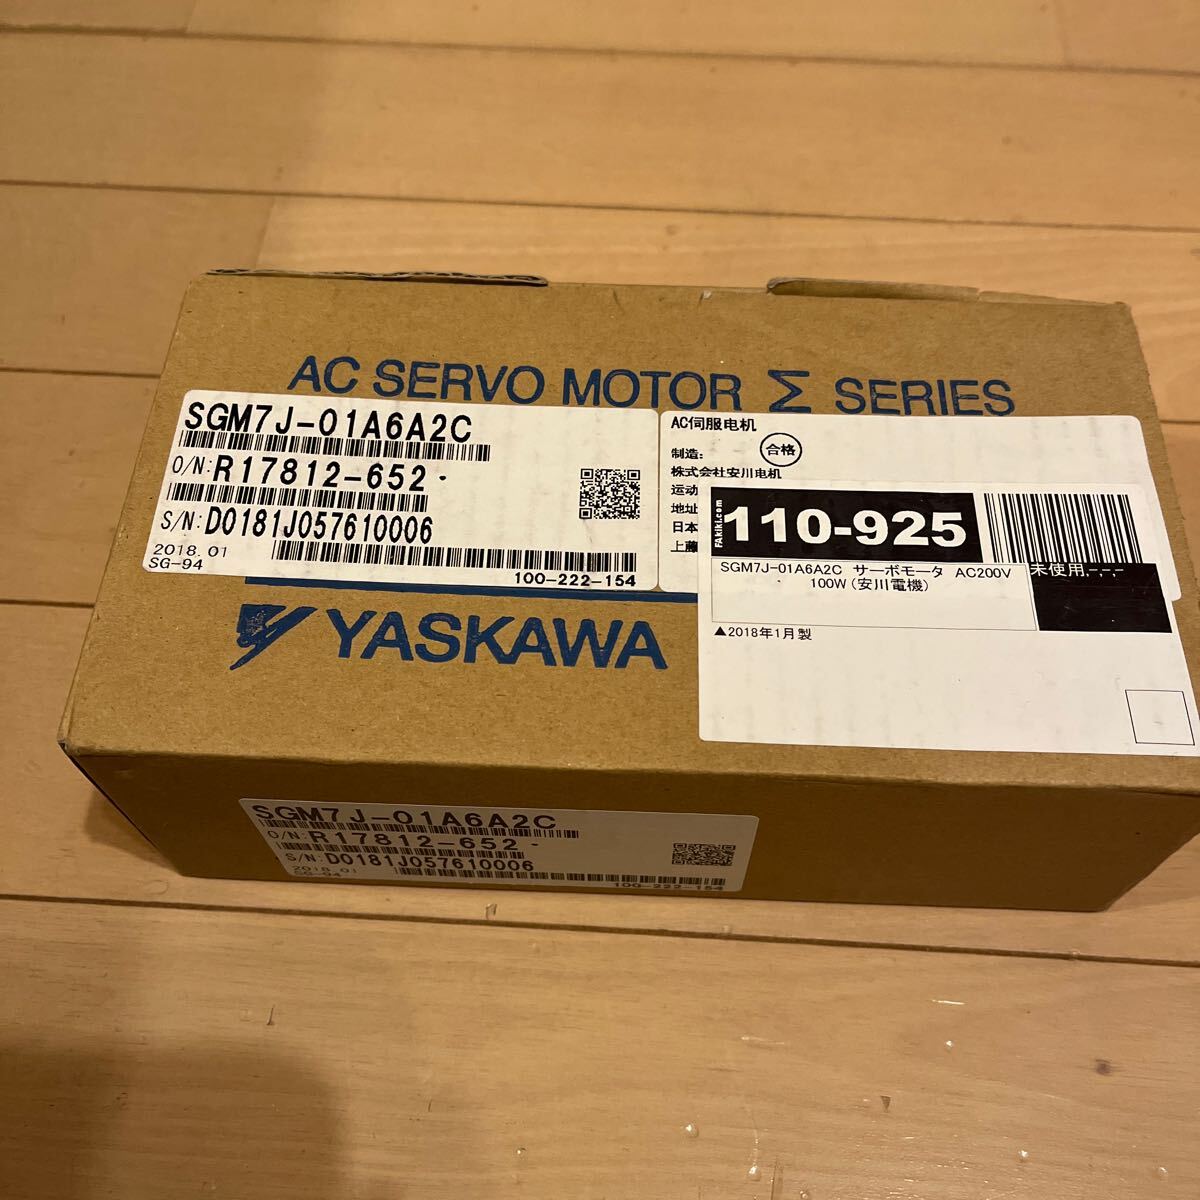 AC SERVO MOTOR Σ SERIES
SGM7J-01A6A2C
O/N: R17812-652
S/N: D0181J057610006
2018.01
SG-94
100-222-154
AC伺服电机
制造: 合格
株式会社安川电机
运动
地址
日本
上藤
FAkiki.com
110-925
SGM7J-01A6A2C サーボモータ AC200V
100W(安川電機)
未使用,-,-,-
▲2018年1月製
YASKAWA
SGM7J-01A6A2C
O/N: R17812-652
S/N: D0181J057610006
2018.01
SG-94
100-222-154